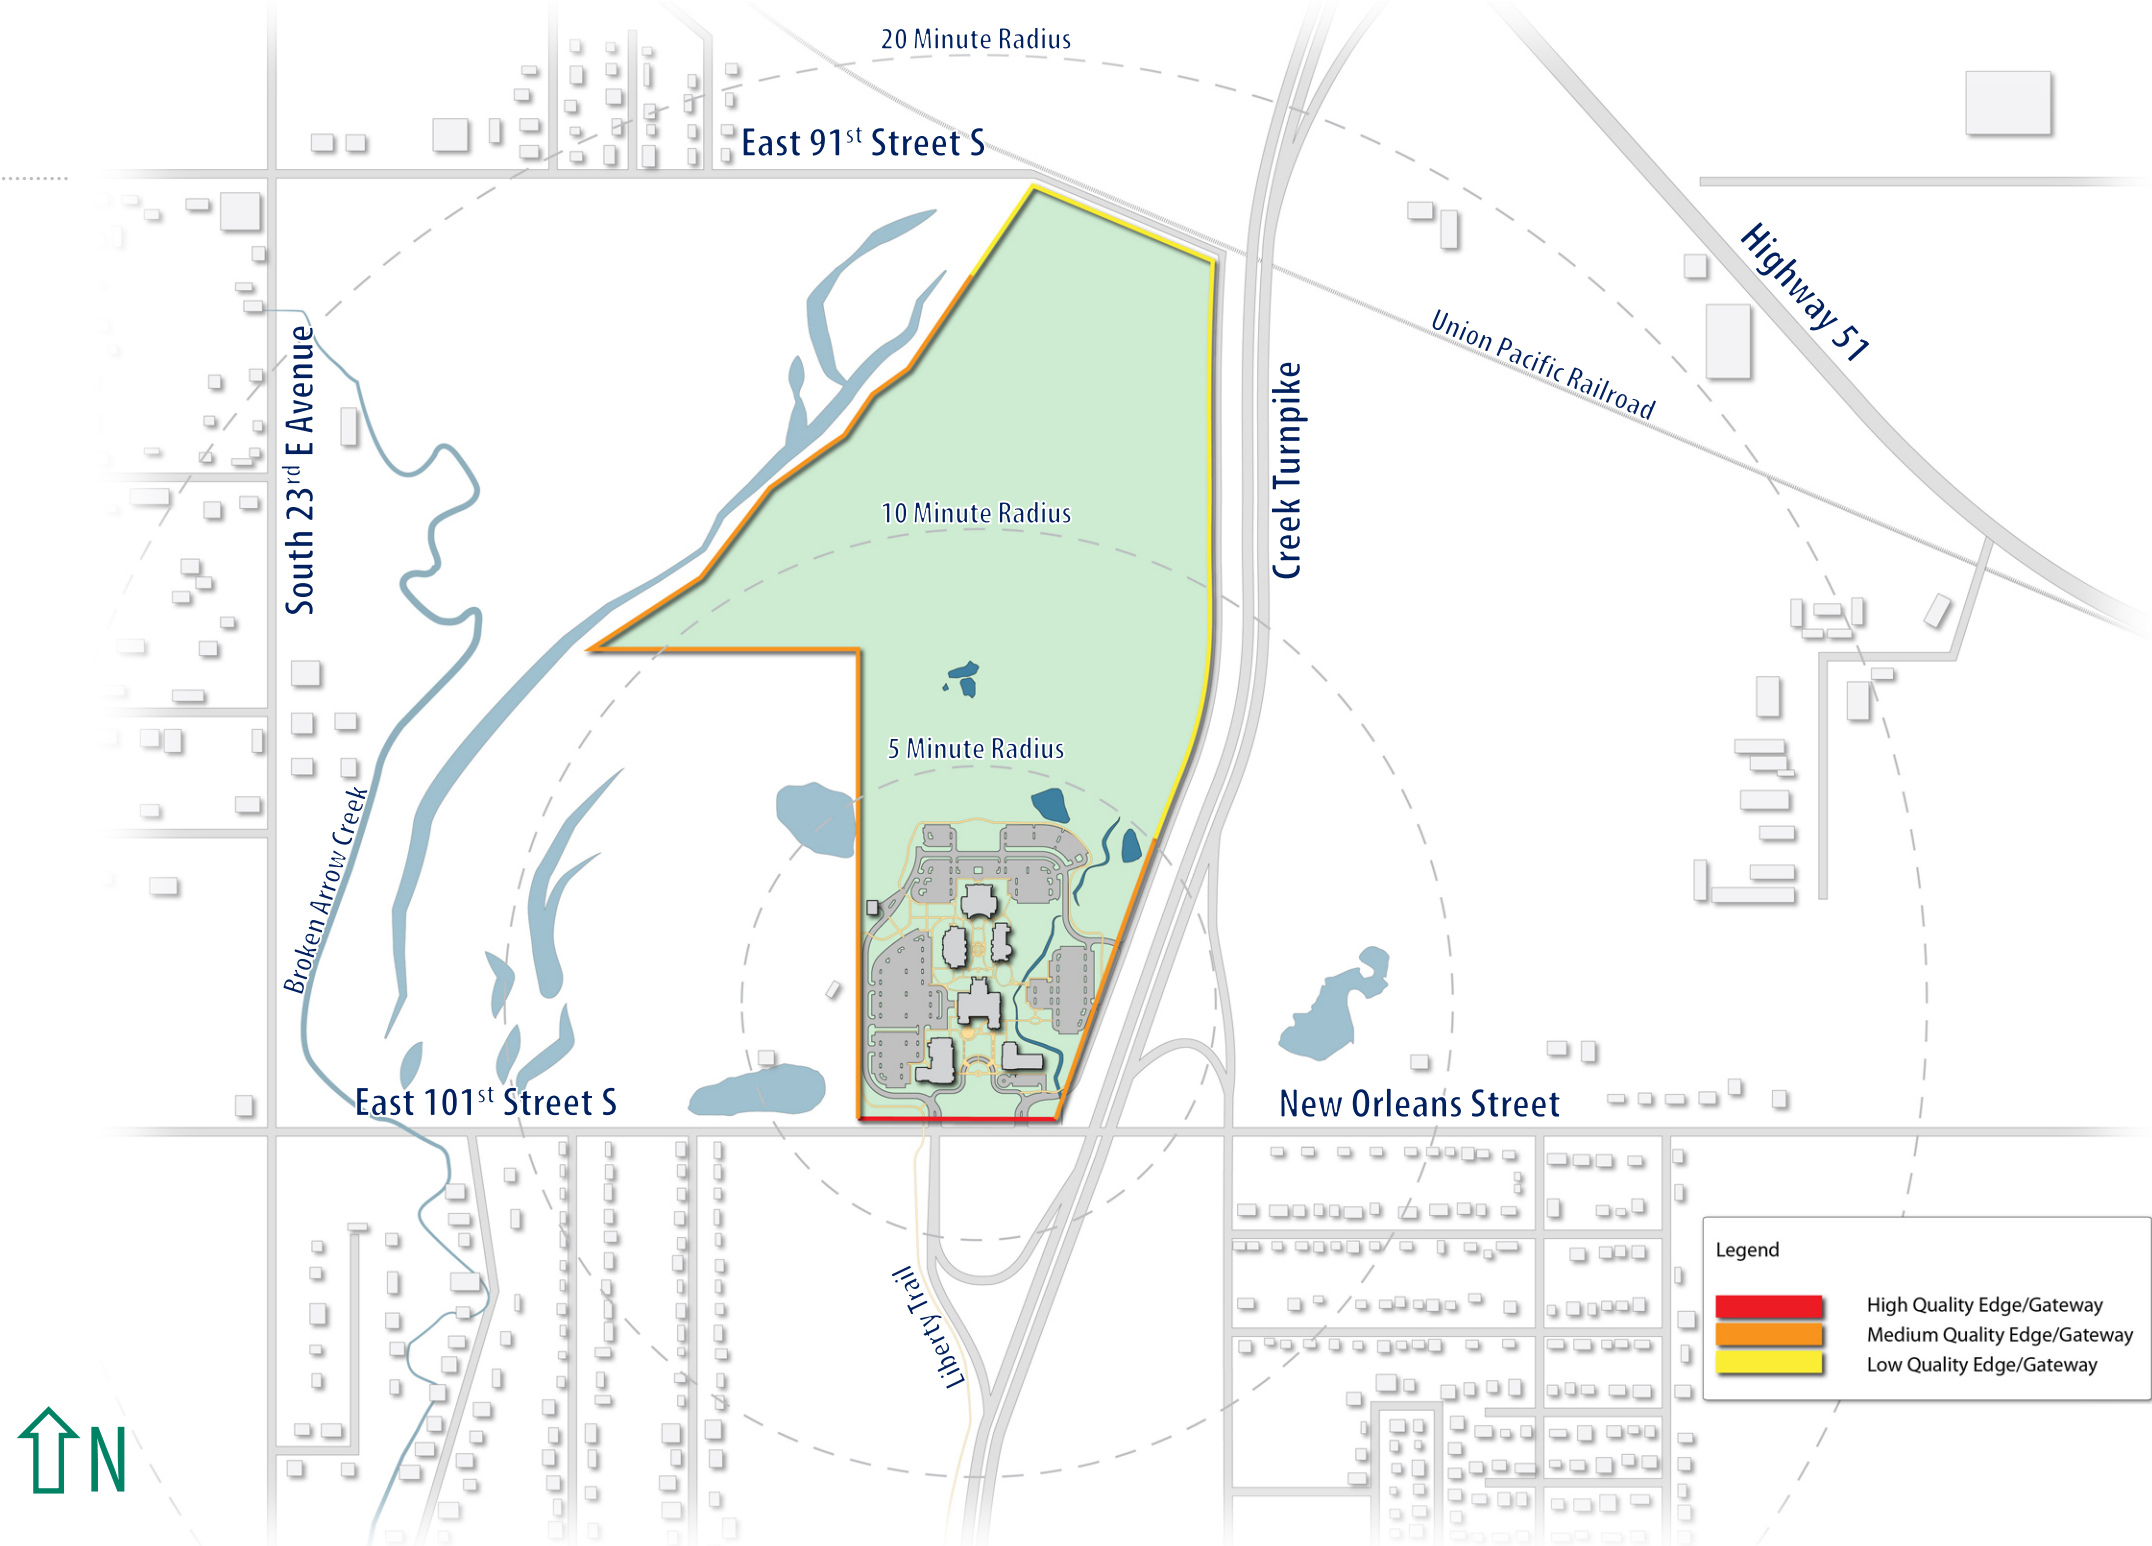 20 Minute Radius
East 91st Street S
Highway 51
Union Pacific Railroad
South 23rd E Avenue
Creek Turnpike
10 Minute Radius
5 Minute Radius
Broken Arrow Creek
East 101st Street S
New Orleans Street
Liberty Trail
Legend
High Quality Edge/Gateway
Medium Quality Edge/Gateway
Low Quality Edge/Gateway
N